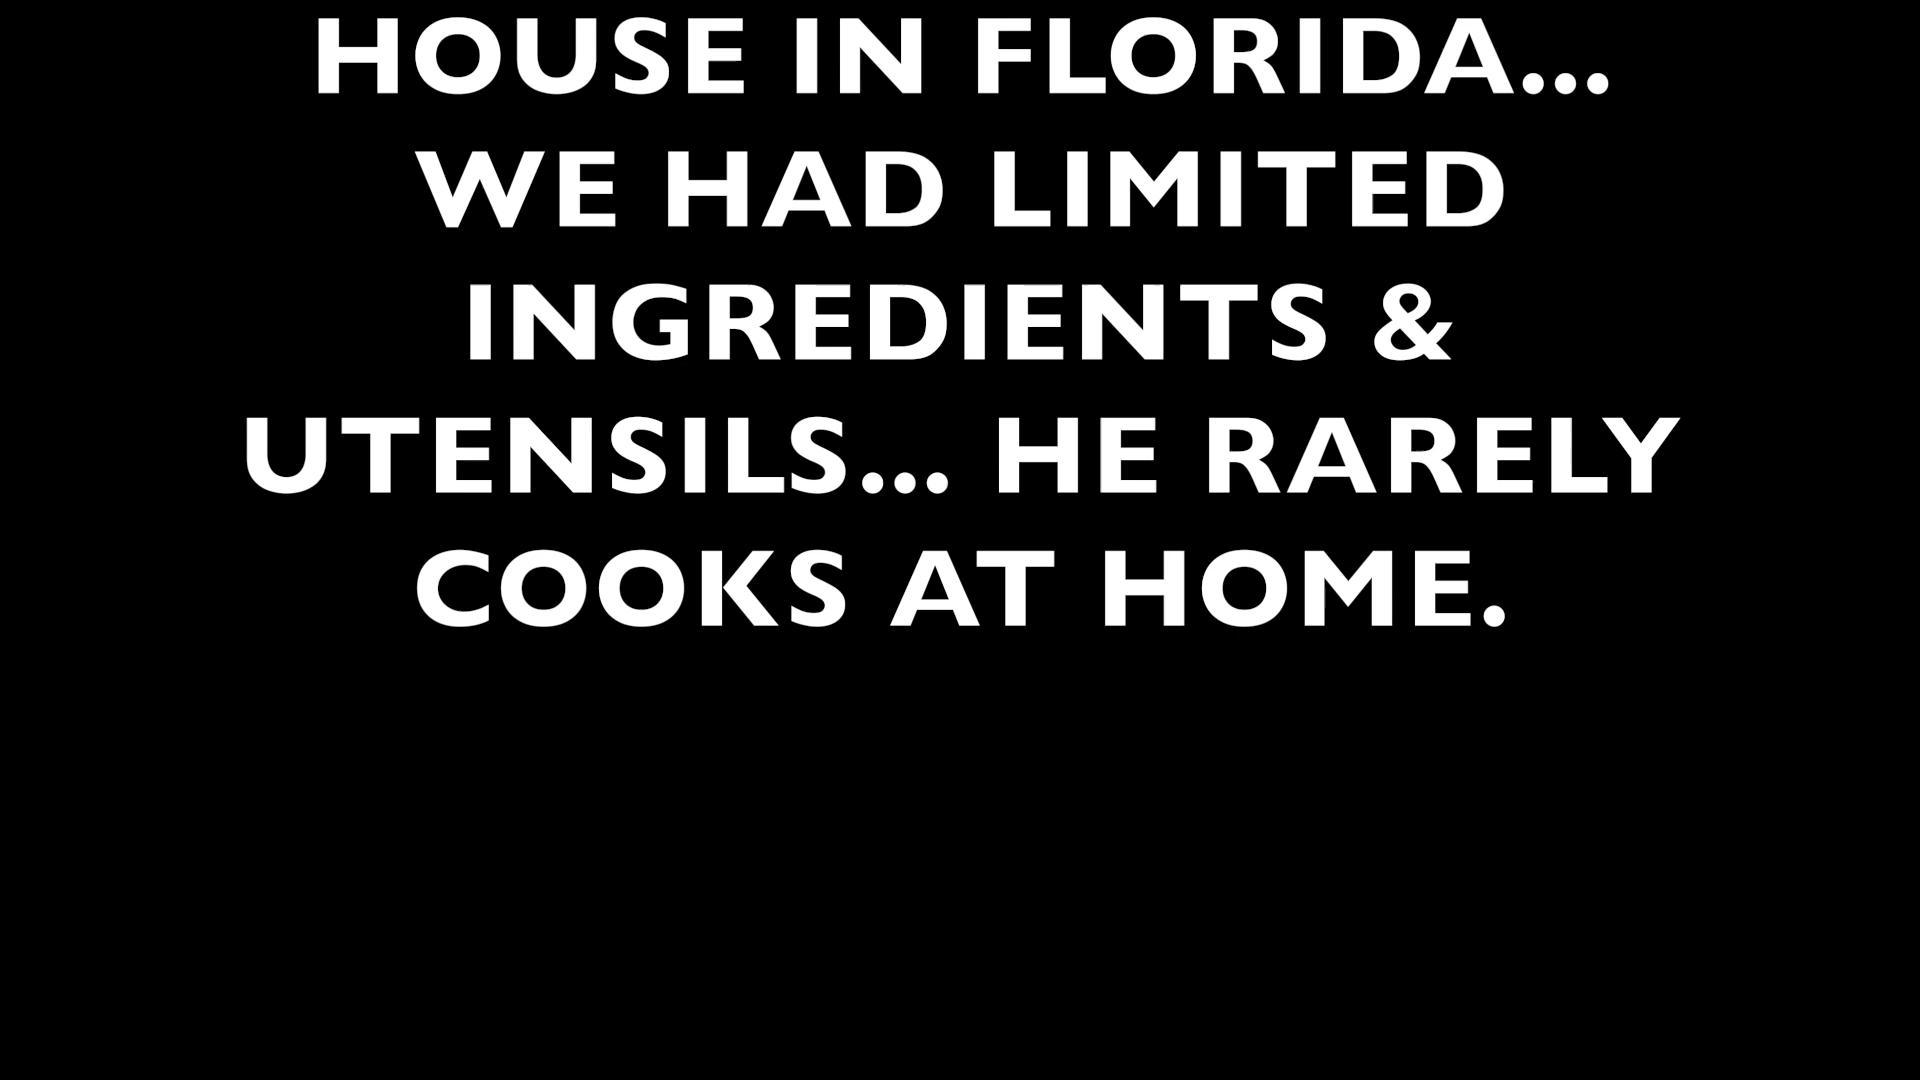 HOUSE IN FLORIDA...
WE HAD LIMITED
INGREDIENTS &
UTENSILS... HE RARELY
COOKS AT HOME.